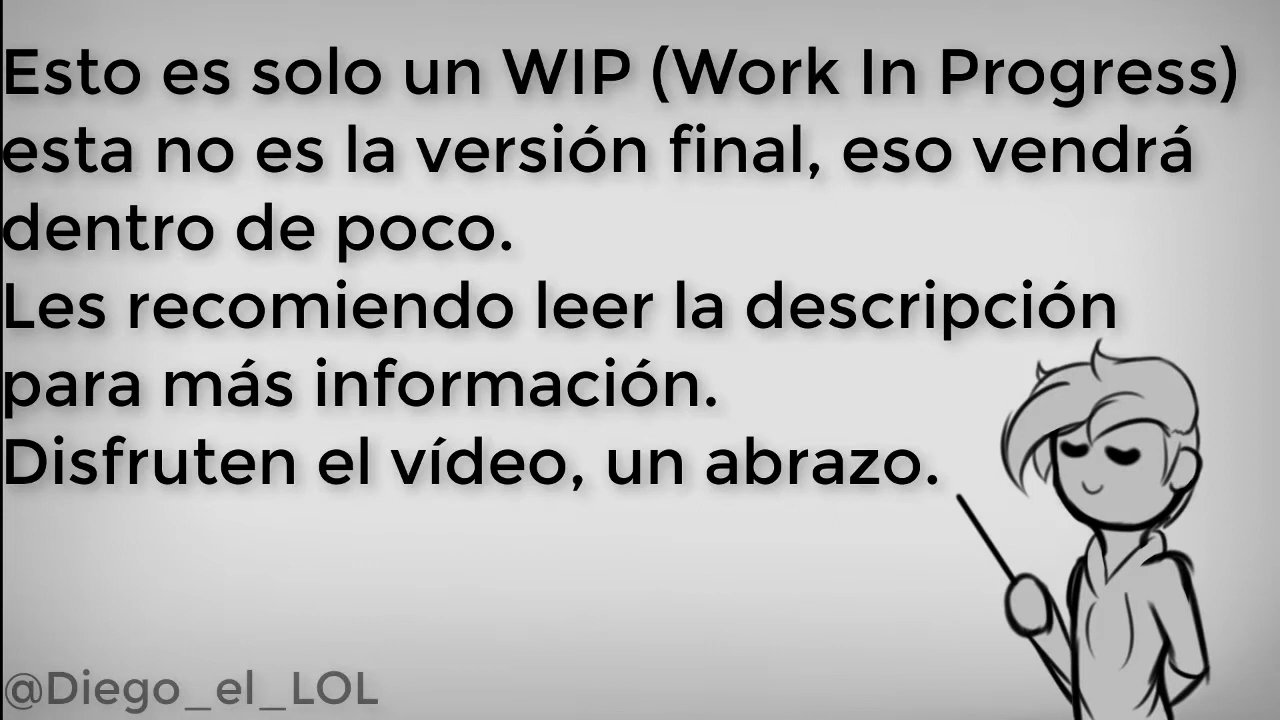 Esto es solo un WIP (Work In Progress)
esta no es la versión final, eso vendrá
dentro de poco.
Les recomiendo leer la descripción
para más información.
Disfruten el vídeo, un abrazo.
@Diego_el_LOL